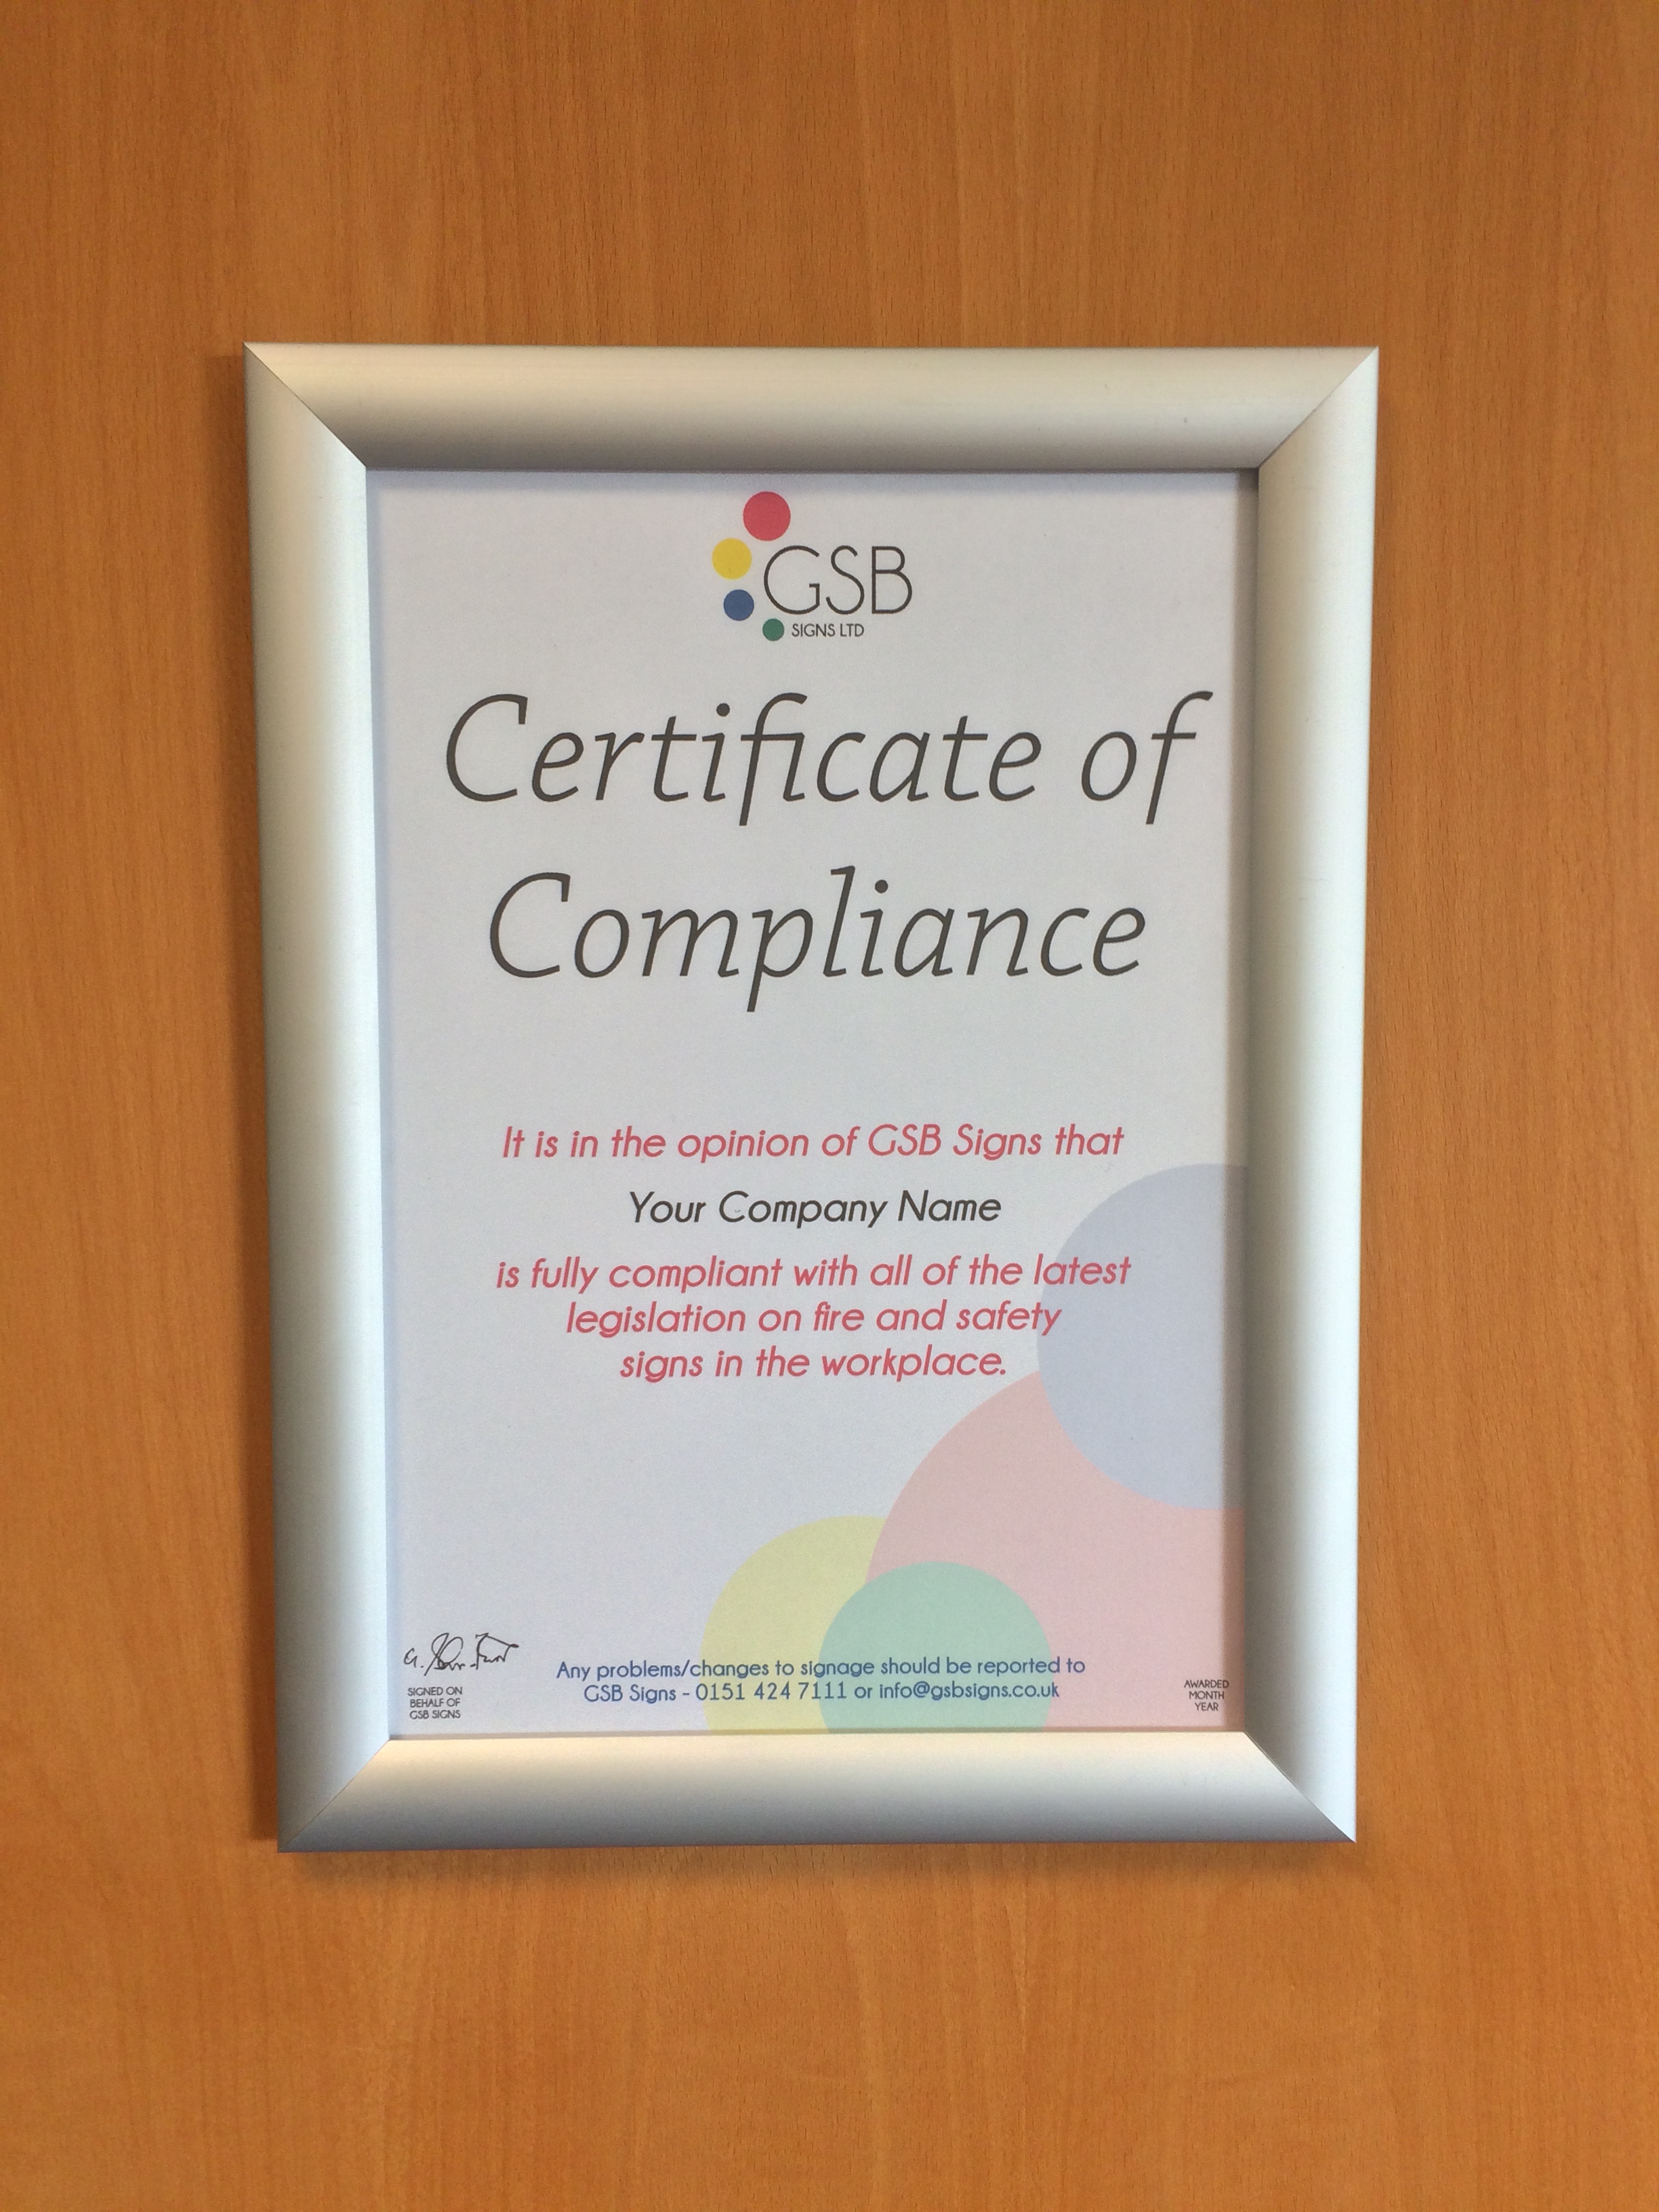 GSB
SIGNS LTD
Certificate of
Compliance
It is in the opinion of GSB Signs that
Your Company Name
is fully compliant with all of the latest
legislation on fire and safety
signs in the workplace.
Any problems/changes to signage should be reported to
GSB Signs - 0151 424 7111 or info@gsbsigns.co.uk
SIGNED ON
BEHALF OF
GSB SIGNS
AWARDED
MONTH
YEAR